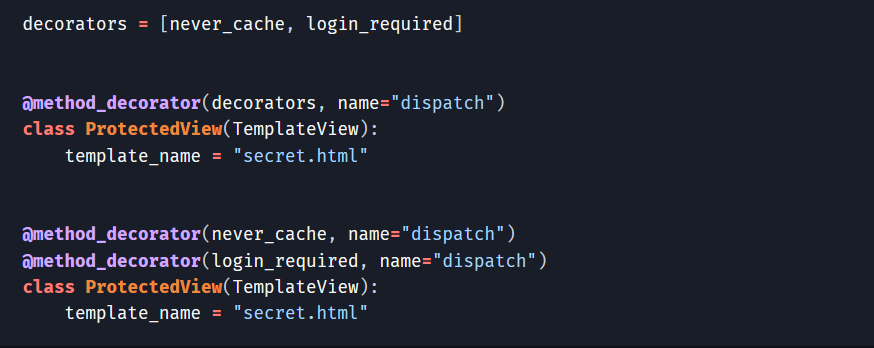 decorators = [never_cache, login_required]
@method_decorator(decorators, name="dispatch")
class ProtectedView(TemplateView):
    template_name = "secret.html"
@method_decorator(never_cache, name="dispatch")
@method_decorator(login_required, name="dispatch")
class ProtectedView(TemplateView):
    template_name = "secret.html"